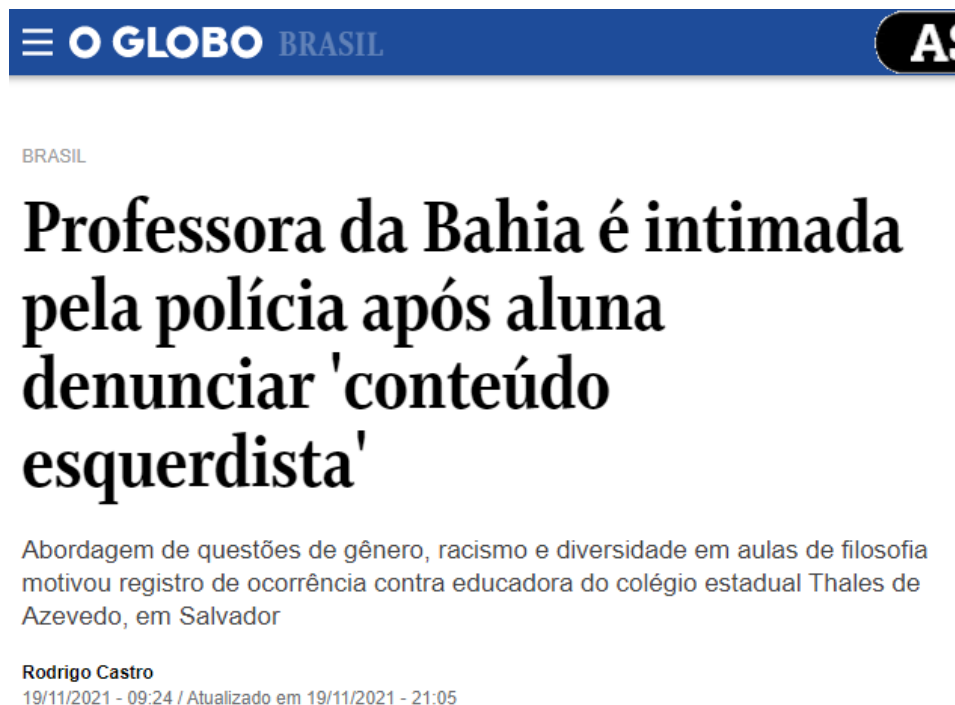 O GLOBO BRASIL
AS
BRASIL
Professora da Bahia é intimada
pela polícia após aluna
denunciar 'conteúdo
esquerdista'
Abordagem de questões de gênero, racismo e diversidade em aulas de filosofia
motivou registro de ocorrência contra educadora do colégio estadual Thales de
Azevedo, em Salvador
Rodrigo Castro
19/11/2021 - 09:24 / Atualizado em 19/11/2021 - 21:05